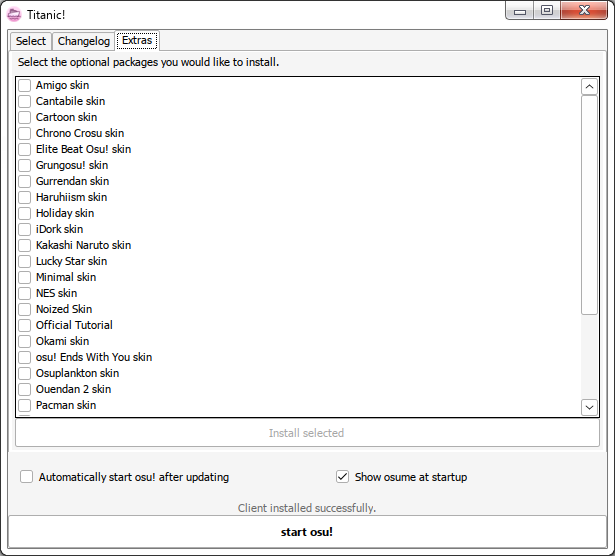 Titanic!
Select Changelog Extras
Select the optional packages you would like to install.
Amigo skin
Cantabile skin
Cartoon skin
Chrono Crosu skin
Elite Beat Osu! skin
Grungosu! skin
Gurrendan skin
Haruhiism skin
Holiday skin
iDork skin
Kakashi Naruto skin
Lucky Star skin
Minimal skin
NES skin
Noized Skin
Official Tutorial
Okami skin
osu! Ends With You skin
Osuplankton skin
Ouendan 2 skin
Pacman skin
Install selected
Automatically start osu! after updating
Show osume at startup
Client installed successfully.
start osu!